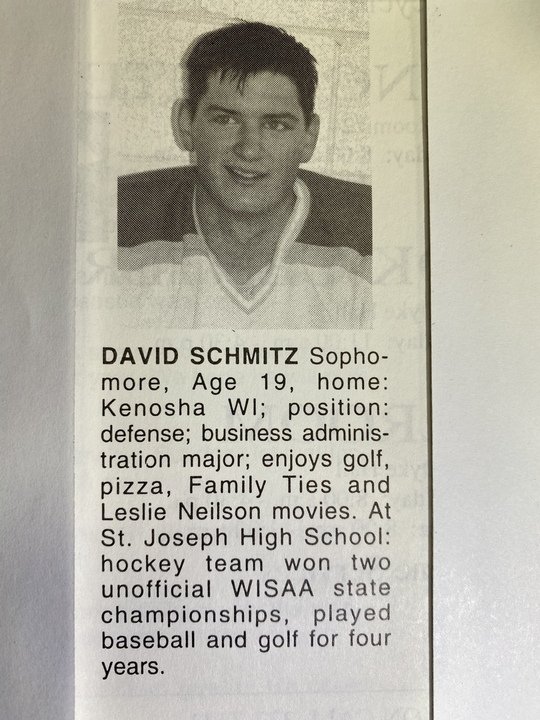 DAVID SCHMITZ Sopho-
more, Age 19, home:
Kenosha WI; position:
defense; business adminis-
tration major; enjoys golf,
pizza, Family Ties and
Leslie Neilson movies. At
St. Joseph High School:
hockey team won two
unofficial WISAA state
championships, played
baseball and golf for four
years.